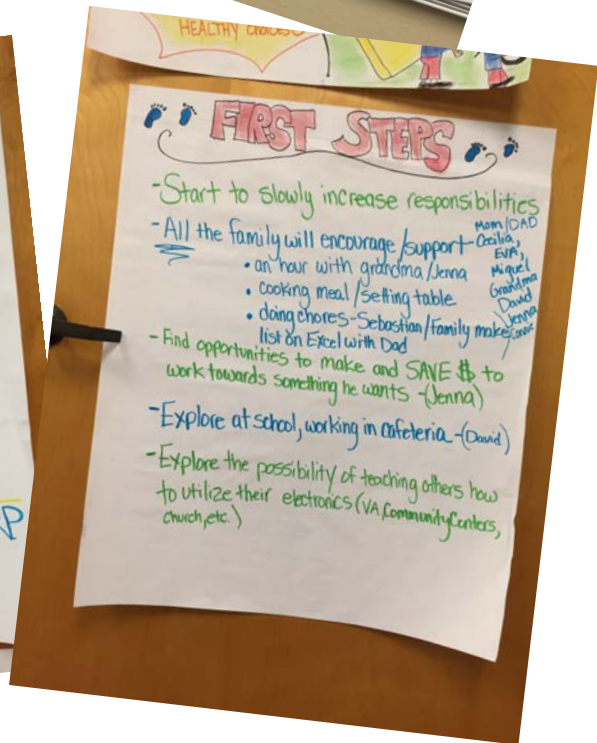 HEALTHY choices
FIRST STEPS
-Start to slowly increase responsibilities
-All the family will encourage/support-
Mom/DAD
Cecilia,
EVA,
Miguel
Grandma
David
Jenna
Connie
• an hour with grandma/Jenna
• cooking meal/setting table
• doing chores-Sebastian/family make
list on Excel with Dad
- Find opportunities to make and SAVE $ to
work towards something he wants -(Jenna)
-Explore at school, working in cafeteria-(David)
-Explore the possibility of teaching others how
to utilize their electronics (VA, Community Centers,
church, etc.)
P